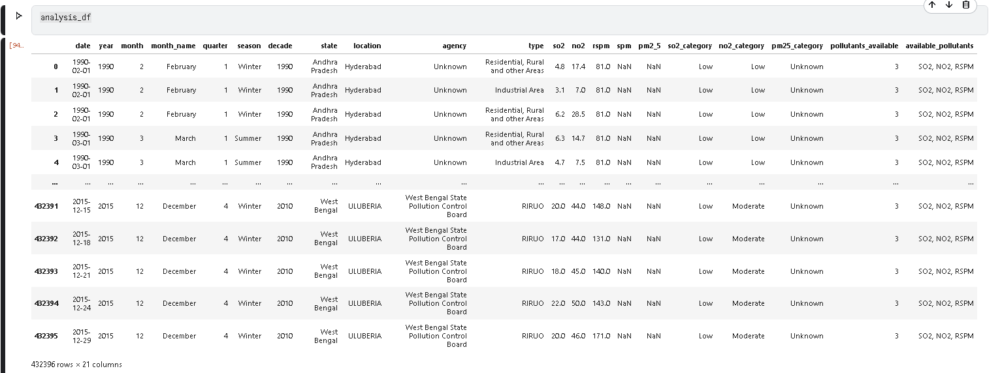 analysis_df
[94...
date year month month_name quarter season decade state location agency type so2 no2 rspm spm pm2_5 so2_category no2_category pm25_category pollutants_available available_pollutants
0 1990-02-01 1990 2 February 1 Winter 1990 Andhra Pradesh Hyderabad Unknown Residential, Rural and other Areas 4.8 17.4 81.0 NaN NaN Low Low Unknown 3 SO2, NO2, RSPM
1 1990-02-01 1990 2 February 1 Winter 1990 Andhra Pradesh Hyderabad Unknown Industrial Area 3.1 7.0 81.0 NaN NaN Low Low Unknown 3 SO2, NO2, RSPM
2 1990-02-01 1990 2 February 1 Winter 1990 Andhra Pradesh Hyderabad Unknown Residential, Rural and other Areas 6.2 28.5 81.0 NaN NaN Low Low Unknown 3 SO2, NO2, RSPM
3 1990-03-01 1990 3 March 1 Summer 1990 Andhra Pradesh Hyderabad Unknown Residential, Rural and other Areas 6.3 14.7 81.0 NaN NaN Low Low Unknown 3 SO2, NO2, RSPM
4 1990-03-01 1990 3 March 1 Summer 1990 Andhra Pradesh Hyderabad Unknown Industrial Area 4.7 7.5 81.0 NaN NaN Low Low Unknown 3 SO2, NO2, RSPM
... ... ... ... ... ... ... ... ... ... ... ... ... ... ... ... ... ... ... ... ... ...
432391 2015-12-15 2015 12 December 4 Winter 2010 West Bengal ULUBERIA West Bengal State Pollution Control Board RIRUO 20.0 44.0 148.0 NaN NaN Low Moderate Unknown 3 SO2, NO2, RSPM
432392 2015-12-18 2015 12 December 4 Winter 2010 West Bengal ULUBERIA West Bengal State Pollution Control Board RIRUO 17.0 44.0 131.0 NaN NaN Low Moderate Unknown 3 SO2, NO2, RSPM
432393 2015-12-21 2015 12 December 4 Winter 2010 West Bengal ULUBERIA West Bengal State Pollution Control Board RIRUO 18.0 45.0 140.0 NaN NaN Low Moderate Unknown 3 SO2, NO2, RSPM
432394 2015-12-24 2015 12 December 4 Winter 2010 West Bengal ULUBERIA West Bengal State Pollution Control Board RIRUO 22.0 50.0 143.0 NaN NaN Low Moderate Unknown 3 SO2, NO2, RSPM
432395 2015-12-29 2015 12 December 4 Winter 2010 West Bengal ULUBERIA West Bengal State Pollution Control Board RIRUO 20.0 46.0 171.0 NaN NaN Low Moderate Unknown 3 SO2, NO2, RSPM
432396 rows × 21 columns